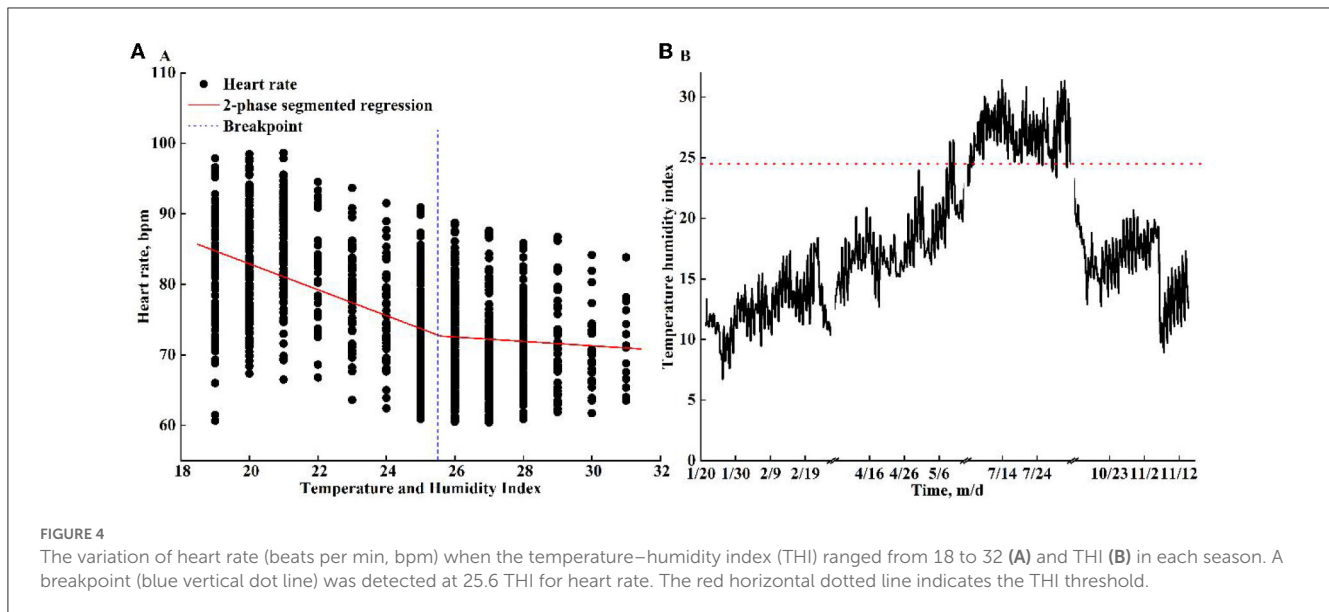 A A
110
100
90
80
70
60
Heart rate, bpm
Heart rate
2-phase segmented regression
Breakpoint
18 20 22 24 26 28 30 32
Temperature and Humidity Index
B B
30
25
20
15
10
5
0
Temperature humidity index
1/20 1/30 2/9 2/19 4/16 4/26 5/6 7/14 7/24 10/23 11/2 11/12
Time, m/d
FIGURE 4
The variation of heart rate (beats per min, bpm) when the temperature–humidity index (THI) ranged from 18 to 32 (A) and THI (B) in each season. A
breakpoint (blue vertical dot line) was detected at 25.6 THI for heart rate. The red horizontal dotted line indicates the THI threshold.